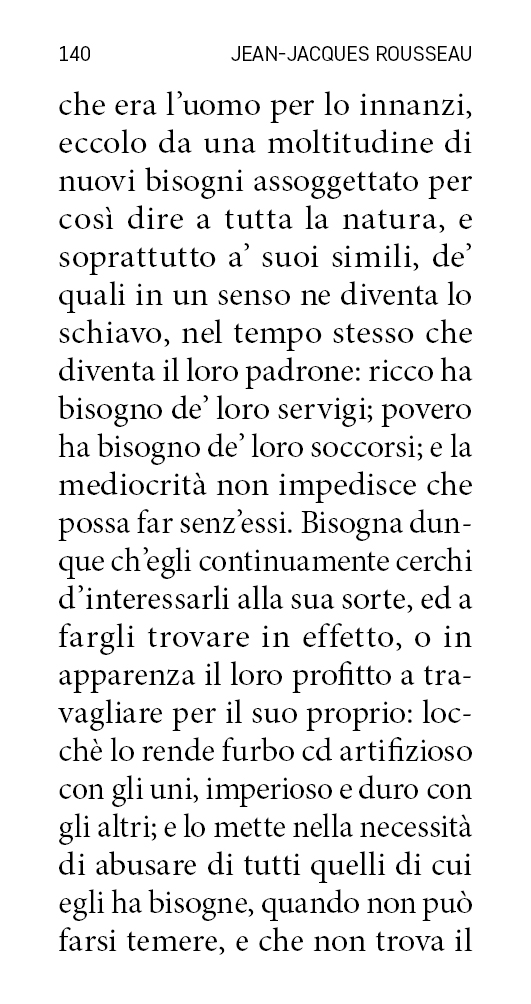 140 JEAN-JACQUES ROUSSEAU
che era l’uomo per lo innanzi,
eccolo da una moltitudine di
nuovi bisogni assoggettato per
così dire a tutta la natura, e
soprattutto a’ suoi simili, de’
quali in un senso ne diventa lo
schiavo, nel tempo stesso che
diventa il loro padrone: ricco ha
bisogno de’ loro servigi; povero
ha bisogno de’ loro soccorsi; e la
mediocrità non impedisce che
possa far senz’essi. Bisogna dun-
que ch’egli continuamente cerchi
d’interessarli alla sua sorte, ed a
fargli trovare in effetto, o in
apparenza il loro profitto a tra-
vagliare per il suo proprio: loc-
chè lo rende furbo cd artifizioso
con gli uni, imperioso e duro con
gli altri; e lo mette nella necessità
di abusare di tutti quelli di cui
egli ha bisogne, quando non può
farsi temere, e che non trova il